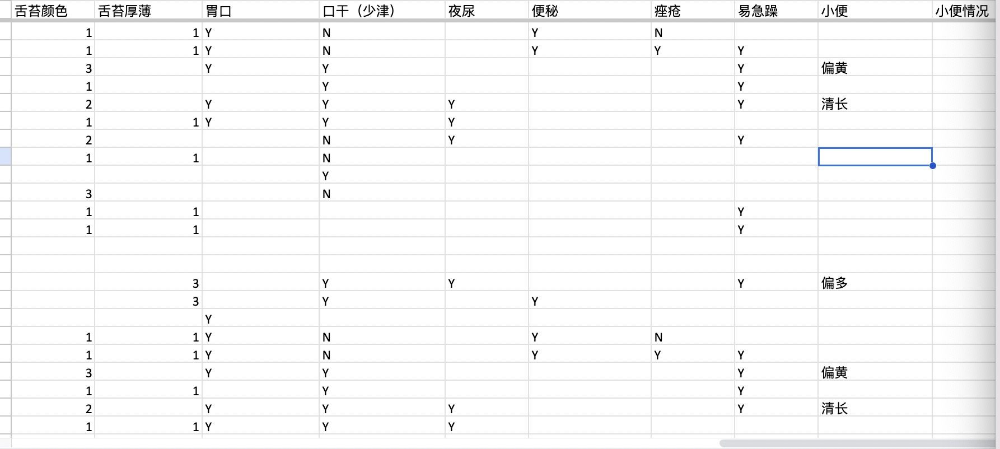 舌苔颜色 舌苔厚薄 胃口 口干（少津） 夜尿 便秘 痤疮 易急躁 小便 小便情况
1 1 Y N Y N
1 1 Y N Y Y Y
3 Y Y Y 偏黄
1 Y Y
2 Y Y Y Y 清长
1 1 Y Y Y
2 N Y Y
1 1 N
Y
3 N
1 1 Y
1 1 Y
3 Y Y Y 偏多
3 Y Y
Y
1 1 Y N Y N
1 1 Y N Y Y Y
3 Y Y Y 偏黄
1 1 Y Y
2 Y Y Y Y 清长
1 1 Y Y Y